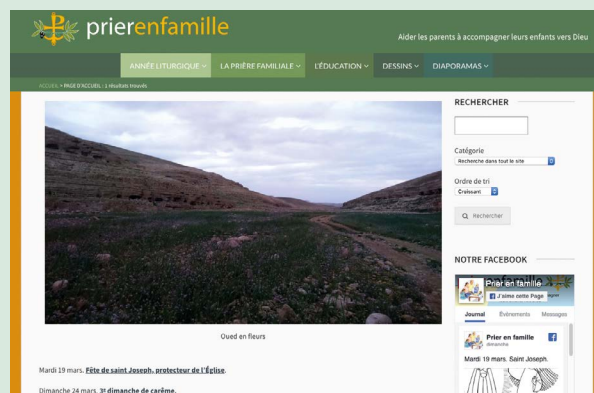 prierenfamille
Aider les parents à accompagner leurs enfants vers Dieu
ANNÉE LITURGIQUE
LA PRIÈRE FAMILIALE
L'ÉDUCATION
DESSINS
DIAPORAMAS
ACCUEIL > PAGE D'ACCUEIL : 1 résultats trouvés
Oued en fleurs
Mardi 19 mars. Fête de saint Joseph, protecteur de l'Église.
Dimanche 24 mars. 3e dimanche de carême.
RECHERCHER
Catégorie
Recherche dans tout le site
Ordre de tri
Croissant
Rechercher
NOTRE FACEBOOK
Prier en famille
J'aime cette Page
Journal Événements Messages
Prier en famille
dimanche
Mardi 19 mars. Saint Joseph.